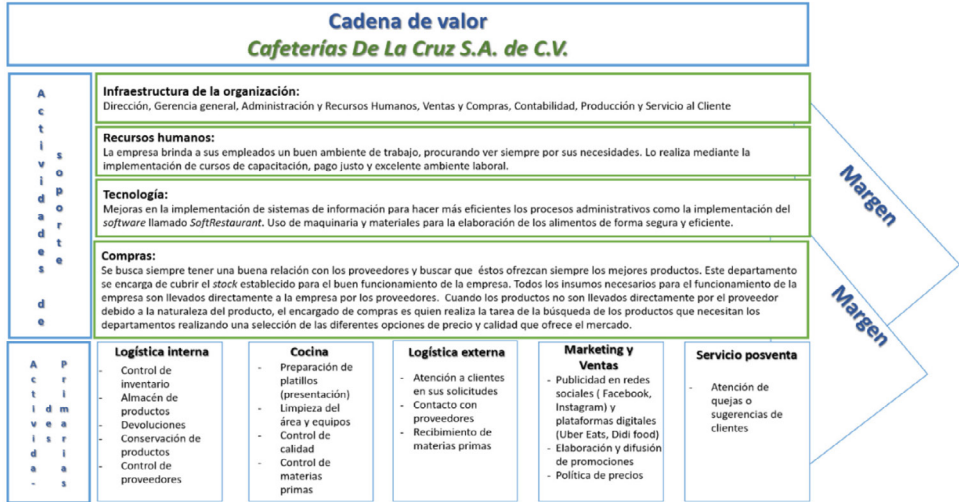 Cadena de valor
Cafeterías De La Cruz S.A. de C.V.
Actividades de
soporte
Infraestructura de la organización:
Dirección, Gerencia general, Administración y Recursos Humanos, Ventas y Compras, Contabilidad, Producción y Servicio al Cliente
Recursos humanos:
La empresa brinda a sus empleados un buen ambiente de trabajo, procurando ver siempre por sus necesidades. Lo realiza mediante la
implementación de cursos de capacitación, pago justo y excelente ambiente laboral.
Tecnología:
Mejoras en la implementación de sistemas de información para hacer más eficientes los procesos administrativos como la implementación del
software llamado SoftRestaurant. Uso de maquinaria y materiales para la elaboración de los alimentos de forma segura y eficiente.
Compras:
Se busca siempre tener una buena relación con los proveedores y buscar que éstos ofrezcan siempre los mejores productos. Este departamento
se encarga de cubrir el stock establecido para el buen funcionamiento de la empresa. Todos los insumos necesarios para el funcionamiento de la
empresa son llevados directamente a la empresa por los proveedores. Cuando los productos no son llevados directamente por el proveedor
debido a la naturaleza del producto, el encargado de compras es quien realiza la tarea de la búsqueda de los productos que necesitan los
departamentos realizando una selección de las diferentes opciones de precio y calidad que ofrece el mercado.
Margen
Margen
Activida-
des
Primarias
Logística interna
- Control de
inventario
- Almacén de
productos
- Devoluciones
- Conservación de
productos
- Control de
proveedores
Cocina
- Preparación de
platillos
(presentación)
- Limpieza del
área y equipos
- Control de
calidad
- Control de
materias
primas
Logística externa
- Atención a clientes
en sus solicitudes
- Contacto con
proveedores
- Recibimiento de
materias primas
Marketing y
Ventas
- Publicidad en redes
sociales ( Facebook,
Instagram) y
plataformas digitales
(Uber Eats, Didi food)
- Elaboración y difusión
de promociones
- Política de precios
Servicio posventa
- Atención de
quejas o
sugerencias de
clientes